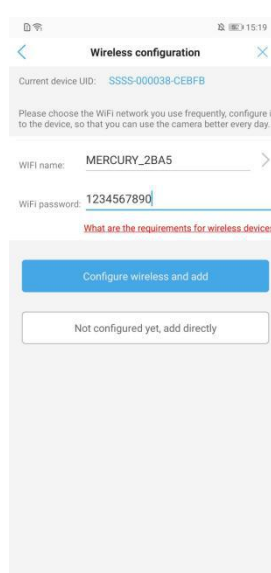 15:19
Wireless configuration
Current device UID: SSSS-000038-CEBFB
Please choose the WiFi network you use frequently, configure i
to the device, so that you can use the camera better every day.
WIFI name: MERCURY_2BA5
WiFi password: 1234567890
What are the requirements for wireless device
Configure wireless and add
Not configured yet, add directly